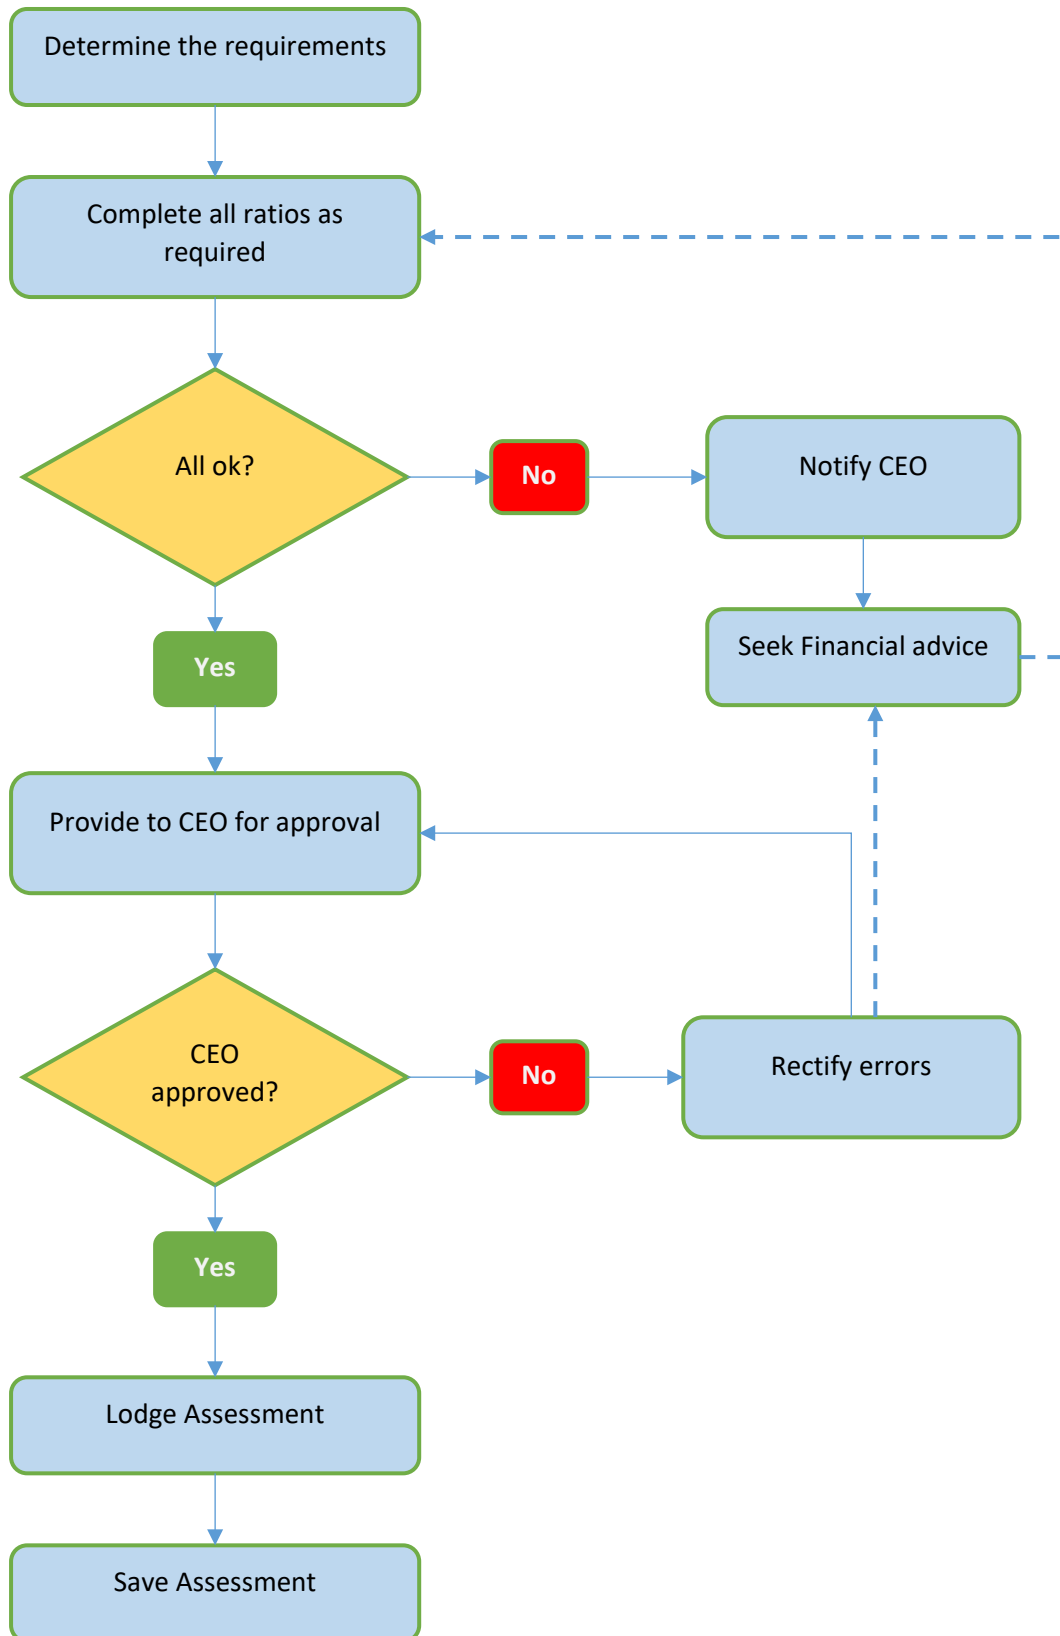 Determine the requirements
Complete all ratios as
required
All ok?
No
Notify CEO
Seek Financial advice
Yes
Provide to CEO for approval
CEO
approved?
No
Rectify errors
Yes
Lodge Assessment
Save Assessment